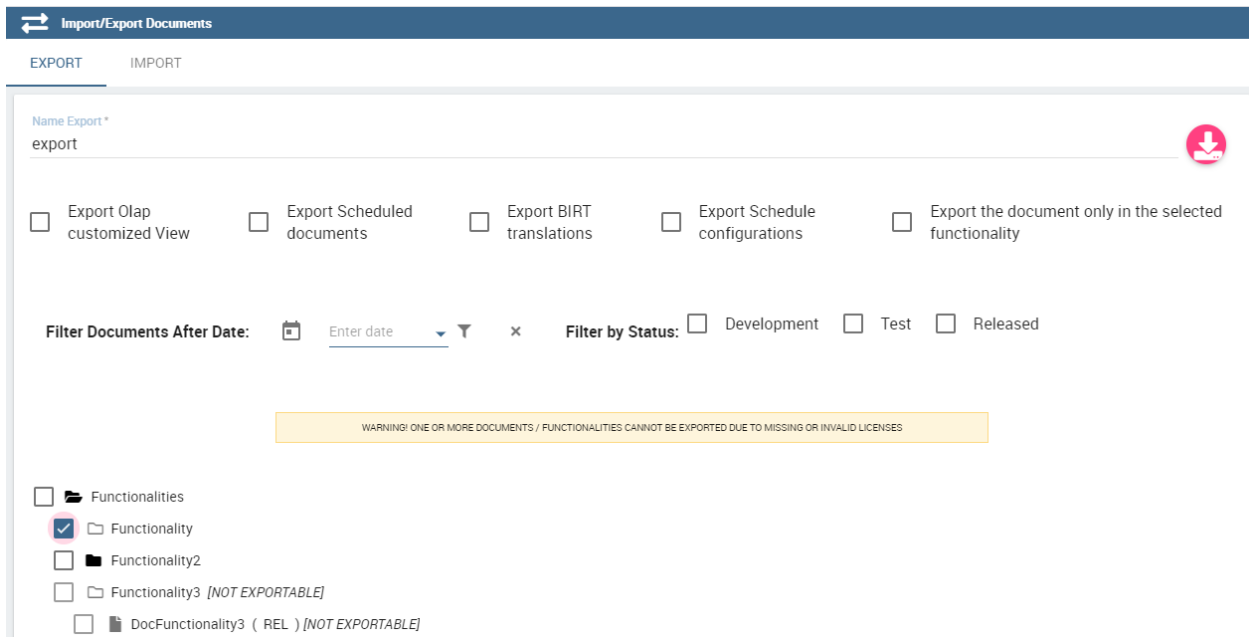 Import/Export Documents
EXPORT IMPORT
Name Export *
export
Export Olap customized View
Export Scheduled documents
Export BIRT translations
Export Schedule configurations
Export the document only in the selected functionality
Filter Documents After Date: Enter date × Filter by Status: Development Test Released
WARNING! ONE OR MORE DOCUMENTS / FUNCTIONALITIES CANNOT BE EXPORTED DUE TO MISSING OR INVALID LICENSES
Functionalities
Functionality
Functionality2
Functionality3 [NOT EXPORTABLE]
DocFunctionality3 ( REL ) [NOT EXPORTABLE]